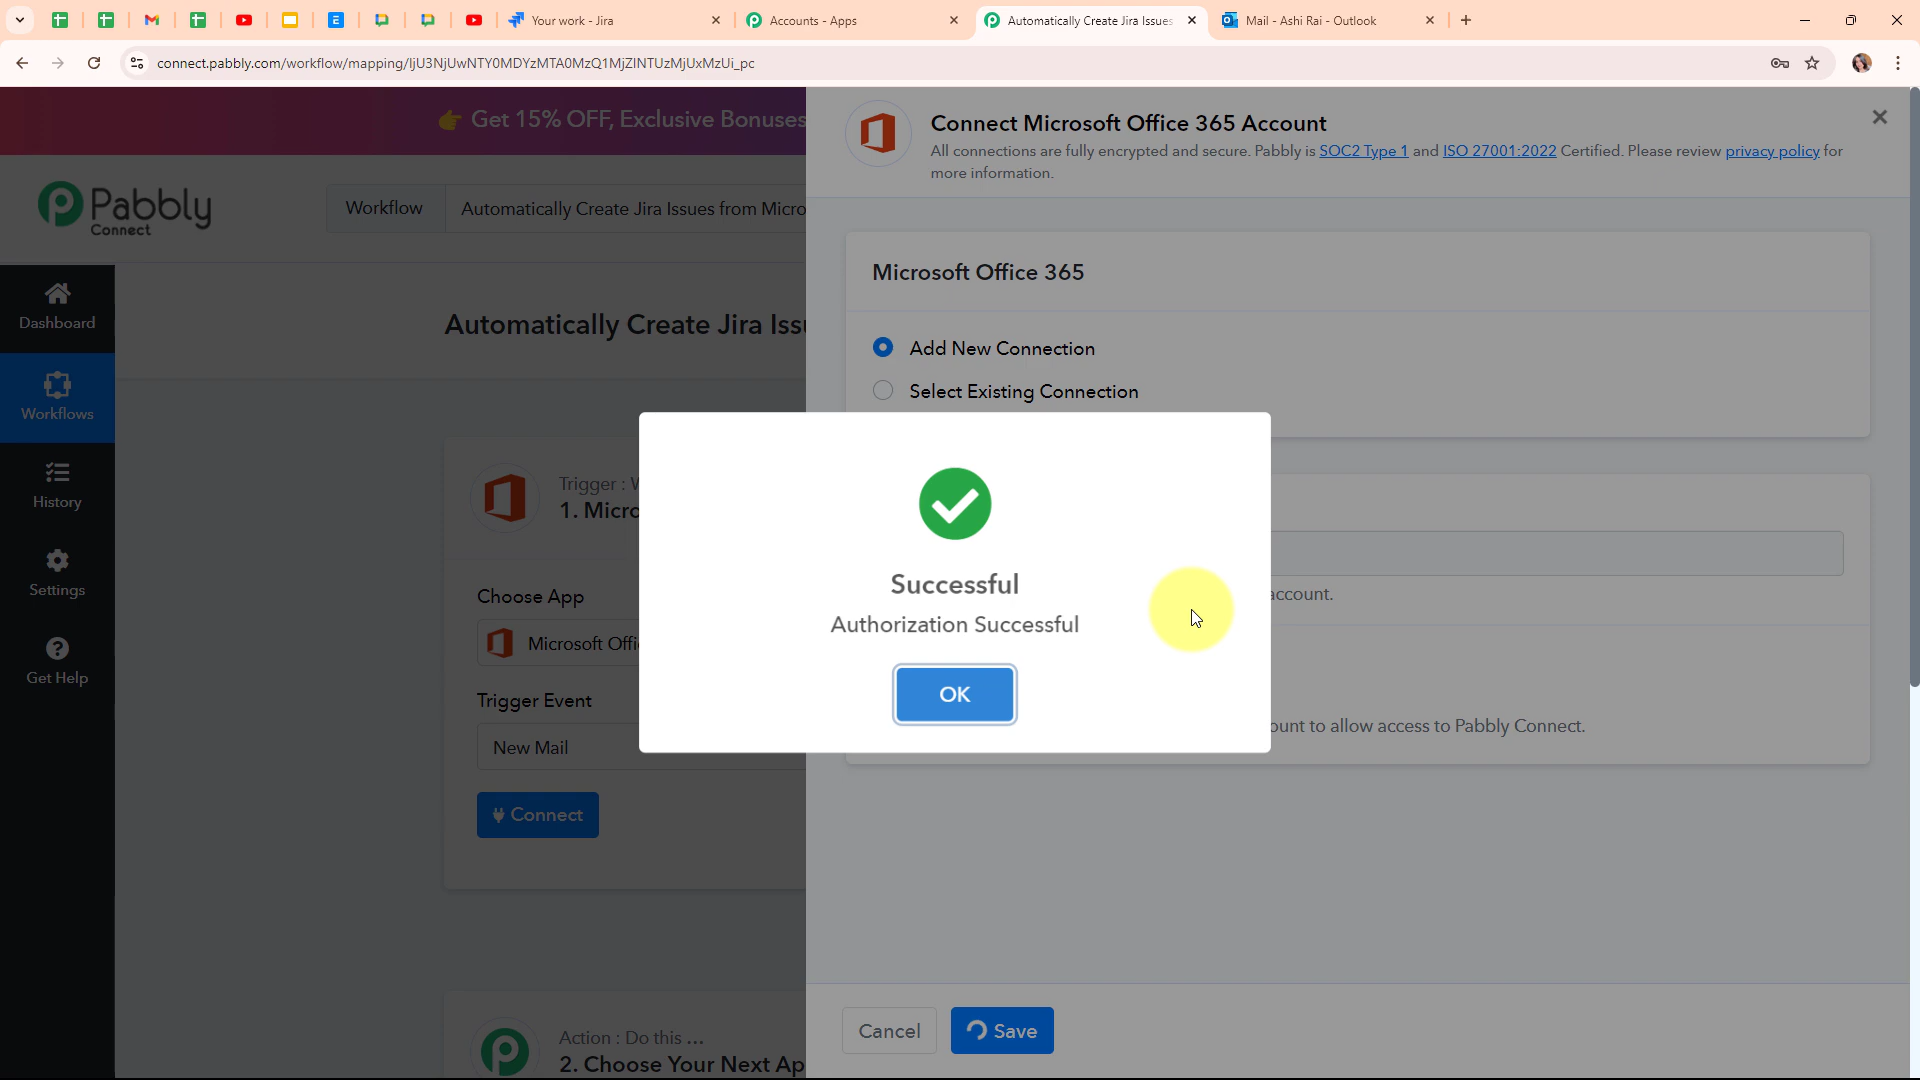 Your work - Jira
Accounts - Apps
Automatically Create Jira Issues
Mail - Ashi Rai - Outlook
connect.pabbly.com/workflow/mapping/IjU3NjUwNTY0MDYzMTA0MzQ1MjZlNTUzMjUxMzUi_pc
Get 15% OFF, Exclusive Bonuses
Pabbly
Connect
Workflow
Automatically Create Jira Issues from Micro
Dashboard
Workflows
History
Settings
Get Help
Automatically Create Jira Issu
Trigger : W
1. Micro
Choose App
Microsoft Offi
Trigger Event
New Mail
Connect
Action : Do this ...
2. Choose Your Next Ap
Connect Microsoft Office 365 Account
All connections are fully encrypted and secure. Pabbly is SOC2 Type 1 and ISO 27001:2022 Certified. Please review privacy policy for
more information.
Microsoft Office 365
Add New Connection
Select Existing Connection
account.
ount to allow access to Pabbly Connect.
Successful
Authorization Successful
OK
Cancel
Save